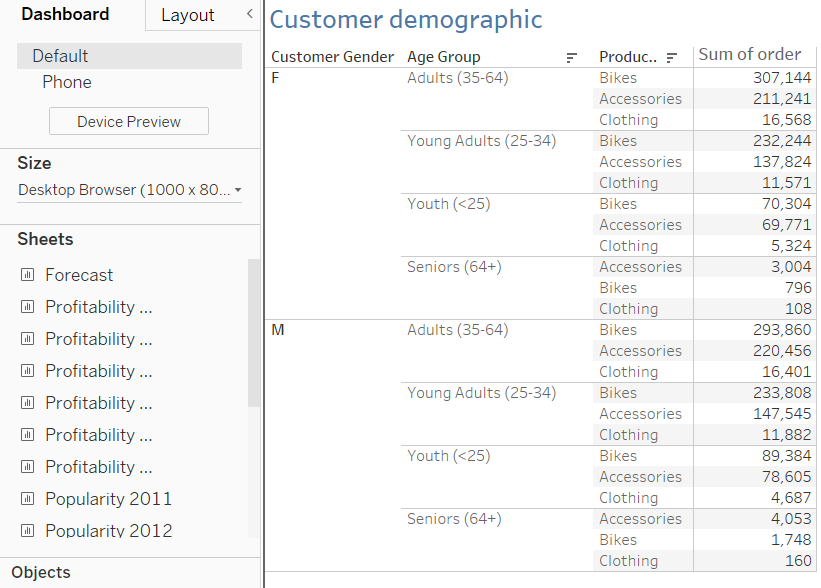 Dashboard
Layout
<
Default
Phone
Device Preview
Size
Desktop Browser (1000 x 80...
Sheets
Forecast
Profitability ...
Profitability ...
Profitability ...
Profitability ...
Profitability ...
Profitability ...
Popularity 2011
Popularity 2012
Objects
Customer demographic
Customer Gender Age Group Produc.. Sum of order
F Adults (35-64) Bikes 307,144
Accessories 211,241
Clothing 16,568
Young Adults (25-34) Bikes 232,244
Accessories 137,824
Clothing 11,571
Youth (<25) Bikes 70,304
Accessories 69,771
Clothing 5,324
Seniors (64+) Accessories 3,004
Bikes 796
Clothing 108
M Adults (35-64) Bikes 293,860
Accessories 220,456
Clothing 16,401
Young Adults (25-34) Bikes 233,808
Accessories 147,545
Clothing 11,882
Youth (<25) Bikes 89,384
Accessories 78,605
Clothing 4,687
Seniors (64+) Accessories 4,053
Bikes 1,748
Clothing 160